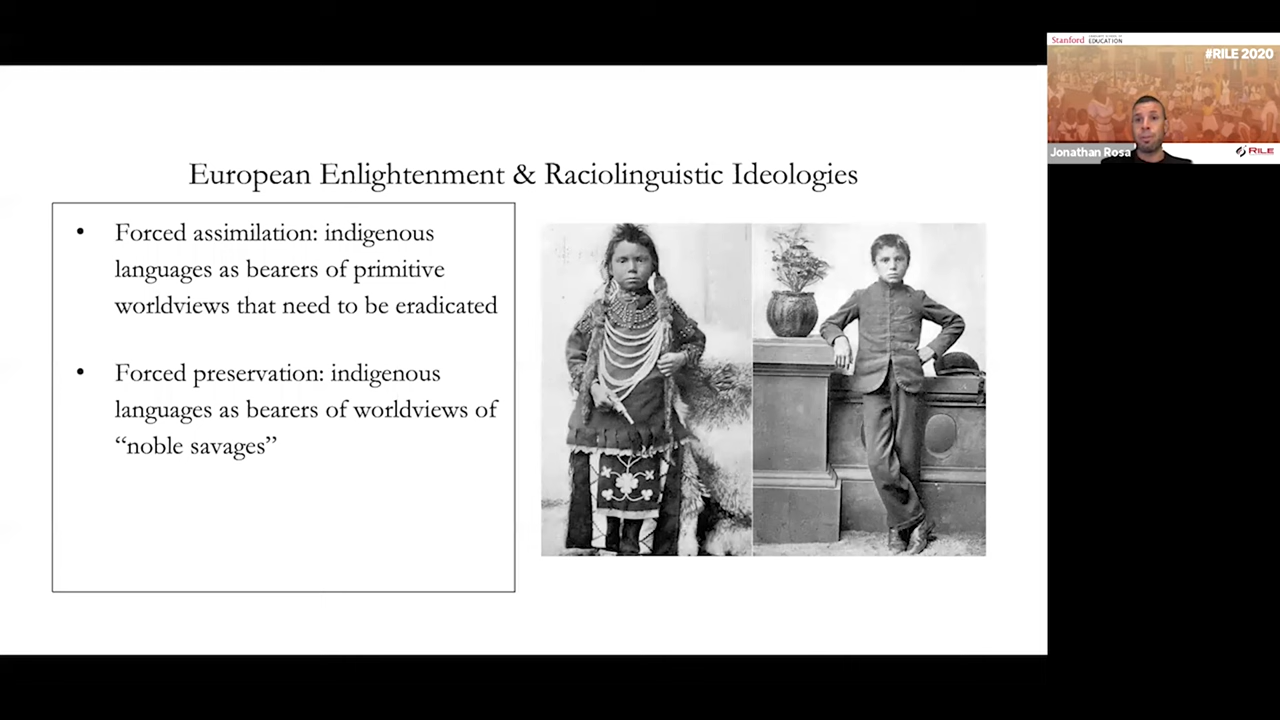 European Enlightenment & Raciolinguistic Ideologies
• Forced assimilation: indigenous
languages as bearers of primitive
worldviews that need to be eradicated
• Forced preservation: indigenous
languages as bearers of worldviews of
“noble savages”
Stanford
EDUCATION
#RILE 2020
Jonathan Rosa
RILE